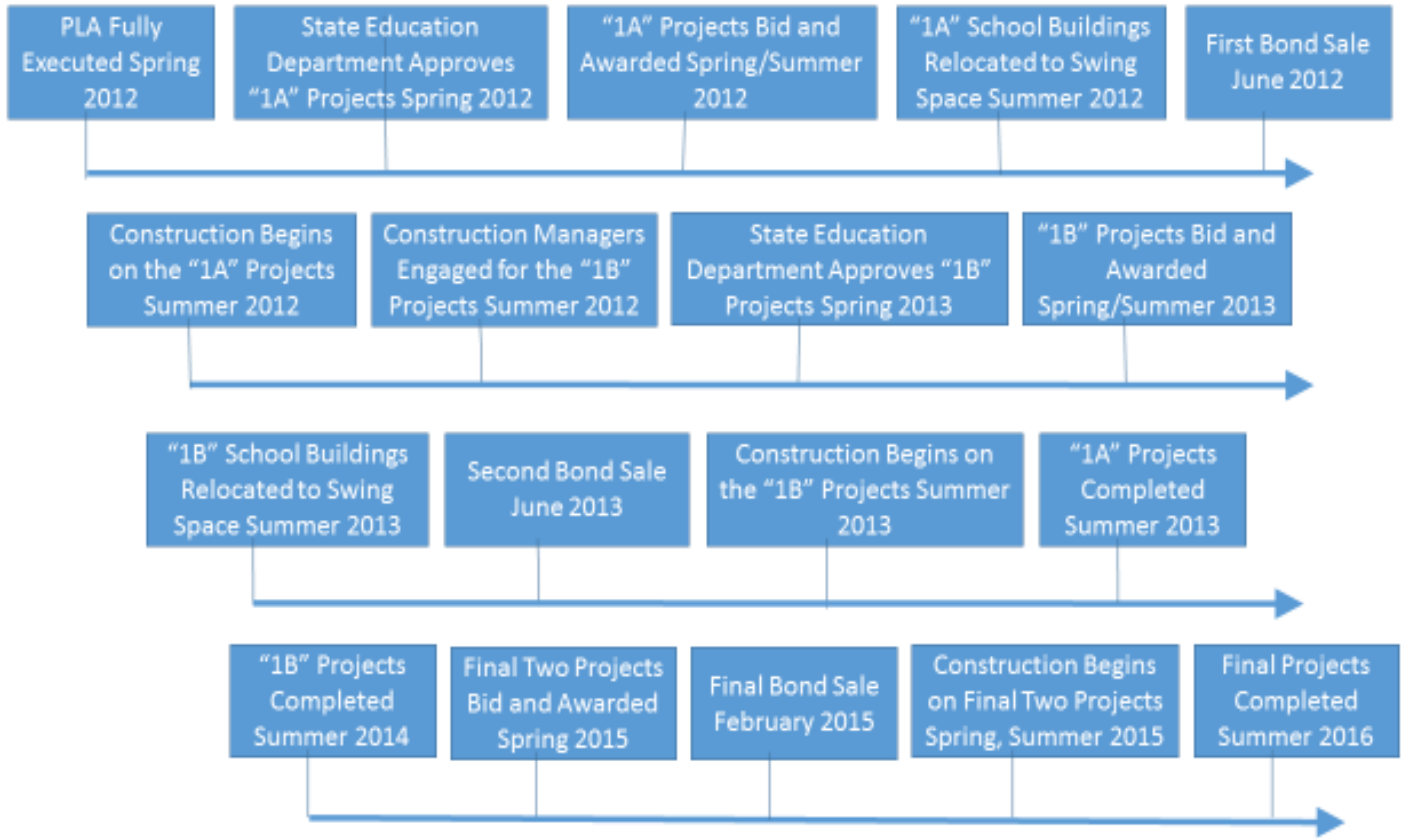 PLA Fully
Executed Spring
2012
State Education
Department Approves
“1A” Projects Spring 2012
“1A” Projects Bid and
Awarded Spring/Summer
2012
“1A” School Buildings
Relocated to Swing
Space Summer 2012
First Bond Sale
June 2012
Construction Begins
on the “1A” Projects
Summer 2012
Construction Managers
Engaged for the “1B”
Projects Summer 2012
State Education
Department Approves “1B”
Projects Spring 2013
“1B” Projects Bid and
Awarded
Spring/Summer 2013
“1B” School Buildings
Relocated to Swing
Space Summer 2013
Second Bond Sale
June 2013
Construction Begins on
the “1B” Projects Summer
2013
“1A” Projects
Completed
Summer 2013
“1B” Projects
Completed
Summer 2014
Final Two Projects
Bid and Awarded
Spring 2015
Final Bond Sale
February 2015
Construction Begins
on Final Two Projects
Spring, Summer 2015
Final Projects
Completed
Summer 2016